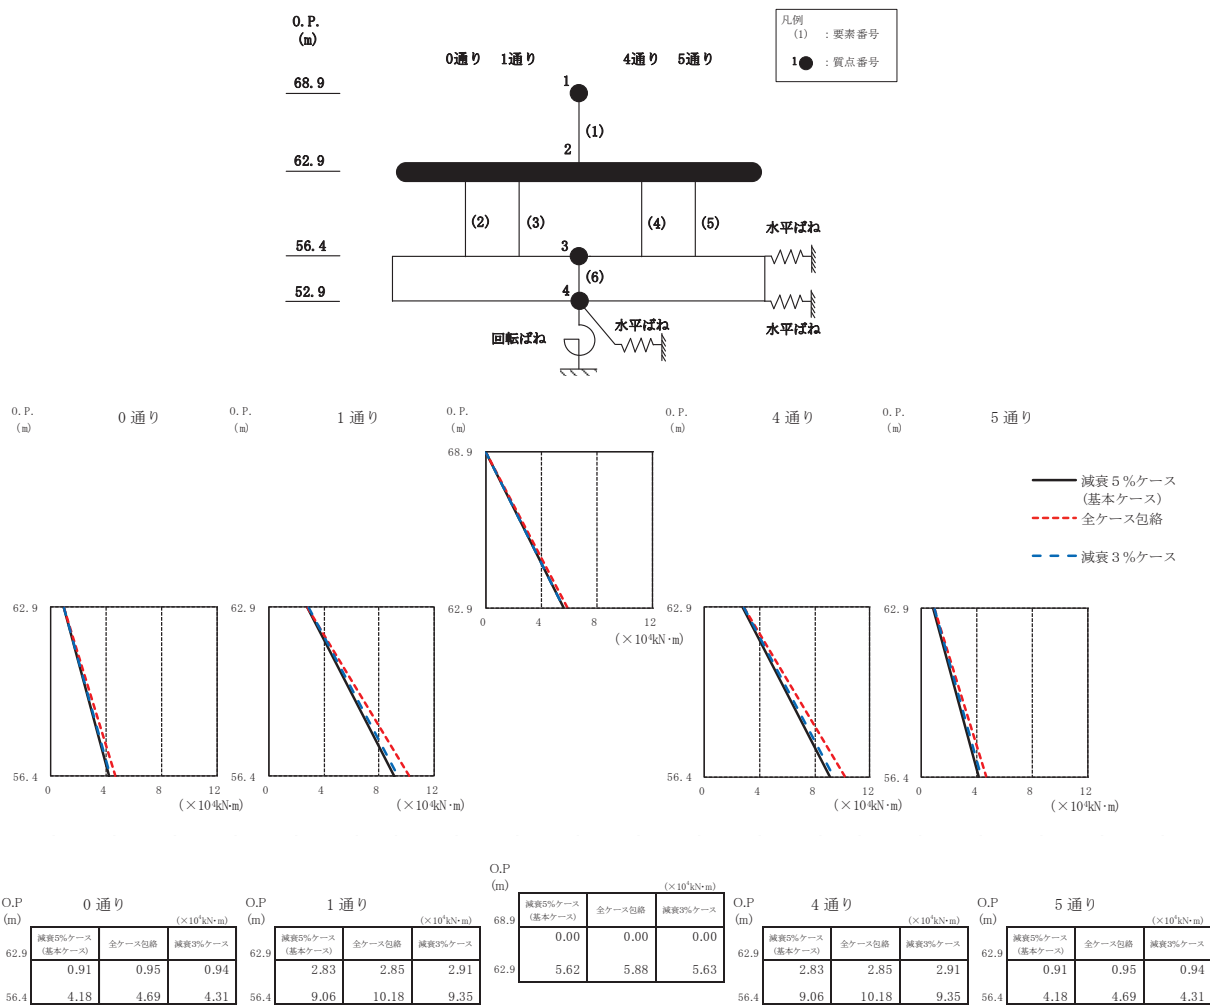 O.P.
(m)
凡例
(1) :要素番号
1 :質点番号
0通り 1通り 4通り 5通り
68.9
1
(1)
62.9
2
(2) (3) (4) (5)
水平ばね
56.4
3
(6)
52.9
4
水平ばね
水平ばね
回転ばね
O.P.
(m)
0 通り
O.P.
(m)
1 通り
O.P.
(m)
O.P.
(m)
4 通り
O.P.
(m)
5 通り
68.9
62.9
0 4 8 12
(×10⁴kN·m)
減衰5%ケース
(基本ケース)
全ケース包絡
減衰3%ケース
62.9
56.4
0 4 8 12
(×10⁴kN·m)
62.9
56.4
0 4 8 12
(×10⁴kN·m)
62.9
56.4
0 4 8 12
(×10⁴kN·m)
62.9
56.4
0 4 8 12
(×10⁴kN·m)
O.P
(m)
0 通り
(×10⁴kN·m)
減衰5%ケース
(基本ケース)
全ケース包絡
減衰3%ケース
62.9
0.91 0.95 0.94
56.4
4.18 4.69 4.31
O.P
(m)
1 通り
(×10⁴kN·m)
減衰5%ケース
(基本ケース)
全ケース包絡
減衰3%ケース
62.9
2.83 2.85 2.91
56.4
9.06 10.18 9.35
O.P
(m)
(×10⁴kN·m)
減衰5%ケース
(基本ケース)
全ケース包絡
減衰3%ケース
68.9
0.00 0.00 0.00
62.9
5.62 5.88 5.63
O.P
(m)
4 通り
(×10⁴kN·m)
減衰5%ケース
(基本ケース)
全ケース包絡
減衰3%ケース
62.9
2.83 2.85 2.91
56.4
9.06 10.18 9.35
O.P
(m)
5 通り
(×10⁴kN·m)
減衰5%ケース
(基本ケース)
全ケース包絡
減衰3%ケース
62.9
0.91 0.95 0.94
56.4
4.18 4.69 4.31